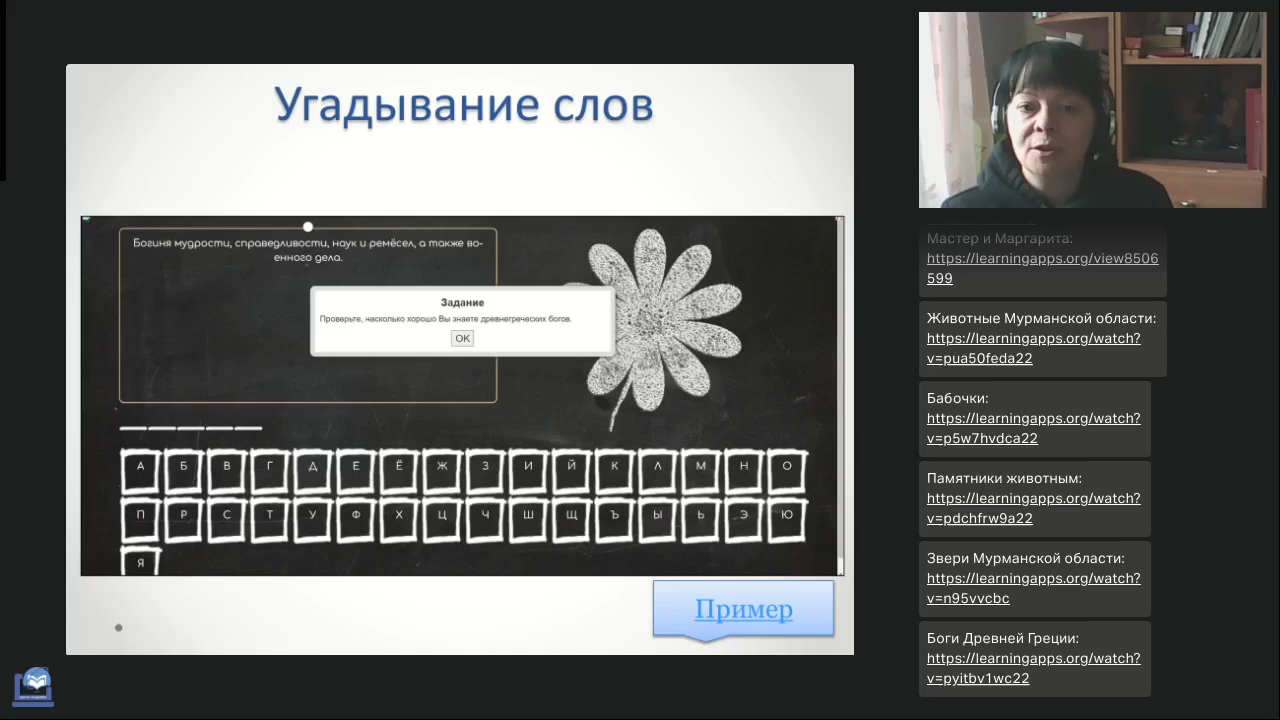 Угадывание слов
Богиня мудрости, справедливости, наук и ремёсел, а также во-
енного дела.
Задание
Проверьте, насколько хорошо Вы знаете древнегреческих богов.
OK
А Б В Г Д Е Ё Ж З И Й К Л М Н О
П Р С Т У Ф Х Ц Ч Ш Щ Ъ Ы Ь Э Ю
Я
Пример
Мастер и Маргарита:
https://learningapps.org/view8506
599
Животные Мурманской области:
https://learningapps.org/watch?
v=pua50feda22
Бабочки:
https://learningapps.org/watch?
v=p5w7hvdca22
Памятники животным:
https://learningapps.org/watch?
v=pdchfrw9a22
Звери Мурманской области:
https://learningapps.org/watch?
v=n95vvcbc
Боги Древней Греции:
https://learningapps.org/watch?
v=pyitbv1wc22